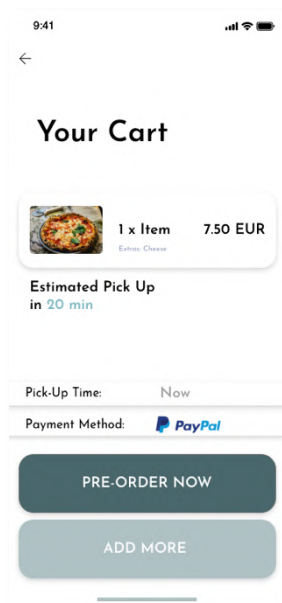 9:41
Your Cart
1 x Item 7.50 EUR
Extras: Cheese
Estimated Pick Up
in 20 min
Pick-Up Time: Now
Payment Method: PayPal
PRE-ORDER NOW
ADD MORE